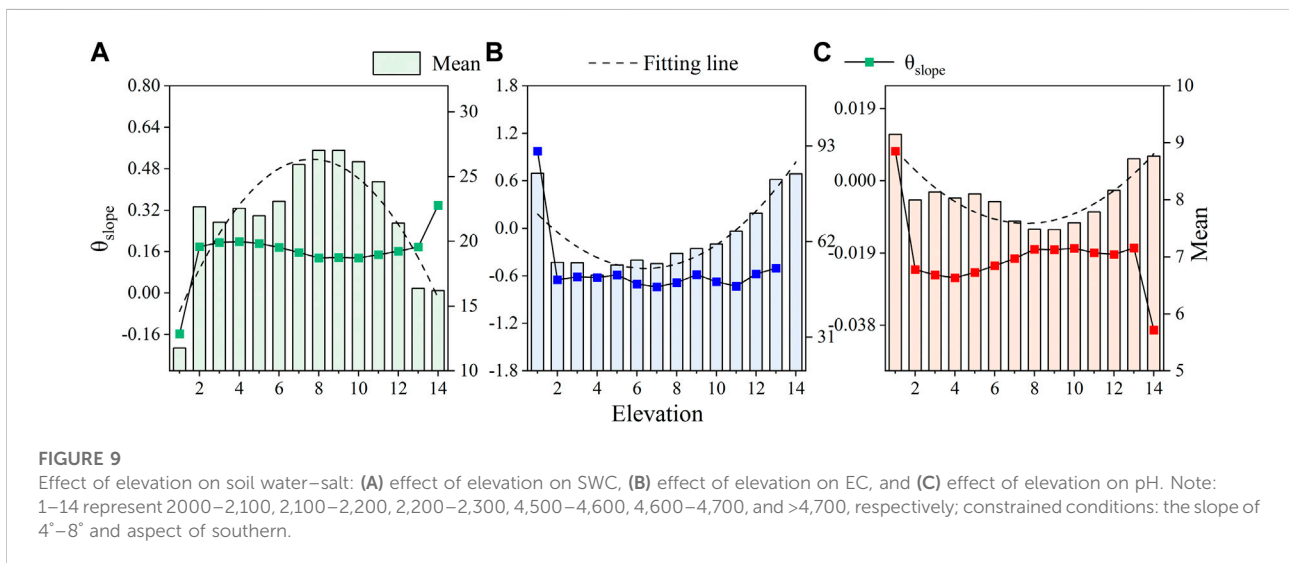 A
Mean
B
Fitting line
C
θslope
0.80
0.64
0.48
0.32
0.16
0.00
-0.16
θslope
30
25
20
15
10
2 4 6 8 10 12 14
1.8
1.2
0.6
0.0
-0.6
-1.2
-1.8
93
62
31
2 4 6 8 10 12 14
Elevation
0.019
0.000
-0.019
-0.038
10
9
8
7
6
5
Mean
2 4 6 8 10 12 14
FIGURE 9
Effect of elevation on soil water–salt: (A) effect of elevation on SWC, (B) effect of elevation on EC, and (C) effect of elevation on pH. Note:
1–14 represent 2000–2,100, 2,100–2,200, 2,200–2,300, 4,500–4,600, 4,600–4,700, and >4,700, respectively; constrained conditions: the slope of
4°–8° and aspect of southern.